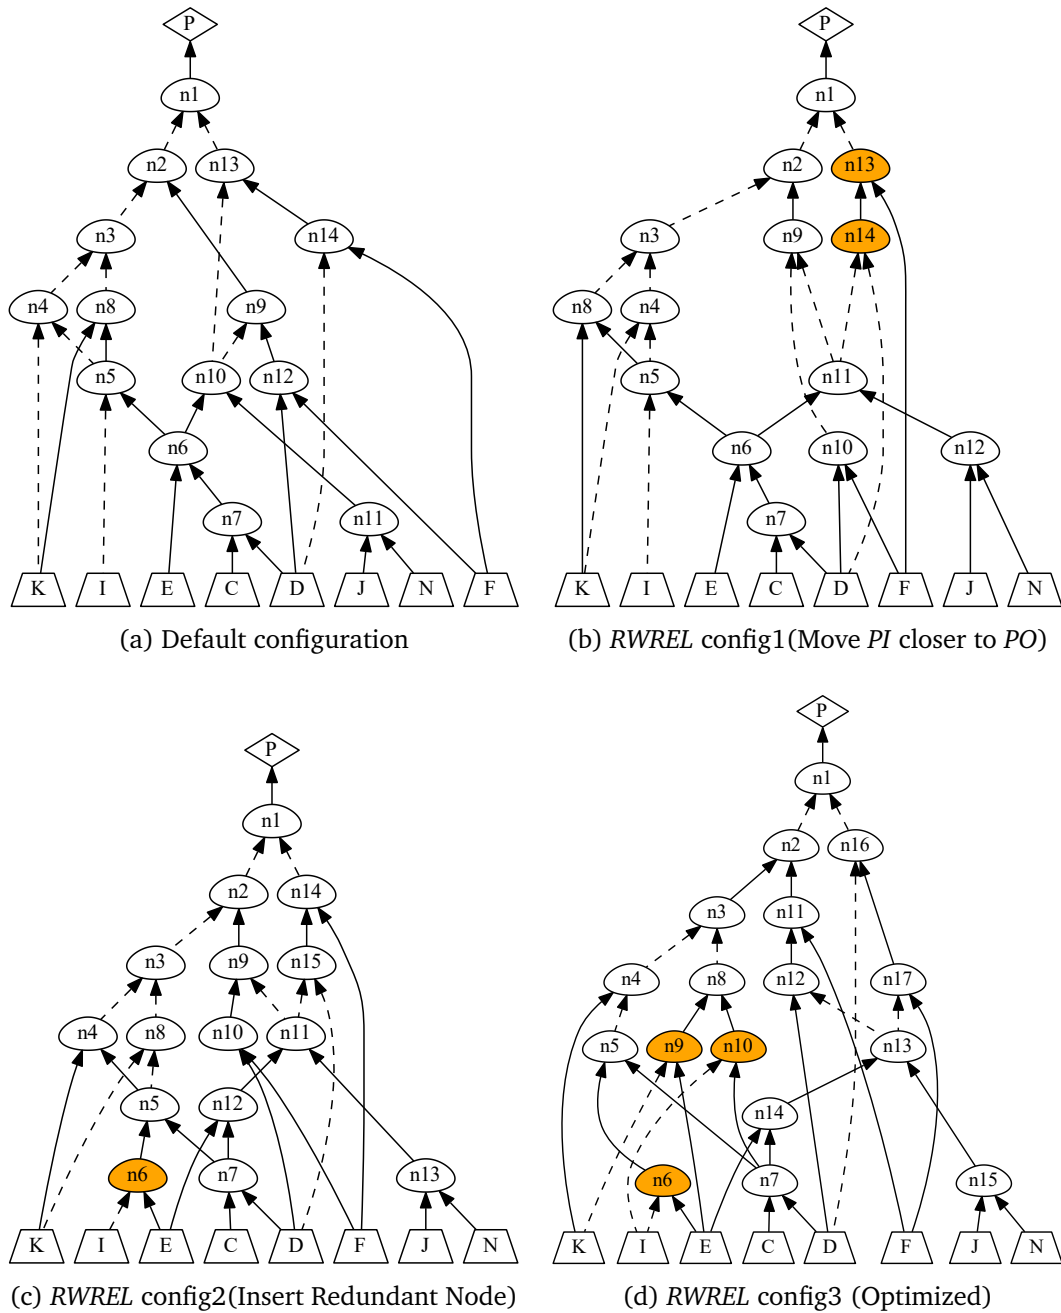 P
n1
n2 n13
n3 n14
n4 n8 n9
n5 n10 n12
n6
n7 n11
K I E C D J N F
(a) Default configuration
P
n1
n2 n13
n3 n9 n14
n8 n4
n5 n11
n6 n10 n12
n7
K I E C D F J N
(b) RWREL config1(Move PI closer to PO)
P
n1
n2 n14
n3 n9 n15
n4 n8 n10 n11
n5 n12
n6 n7 n13
K I E C D F J N
(c) RWREL config2(Insert Redundant Node)
P
n1
n2 n16
n3 n11
n4 n8 n12 n17
n5 n9 n10 n13
n14
n6 n7 n15
K I E C D F J N
(d) RWREL config3 (Optimized)